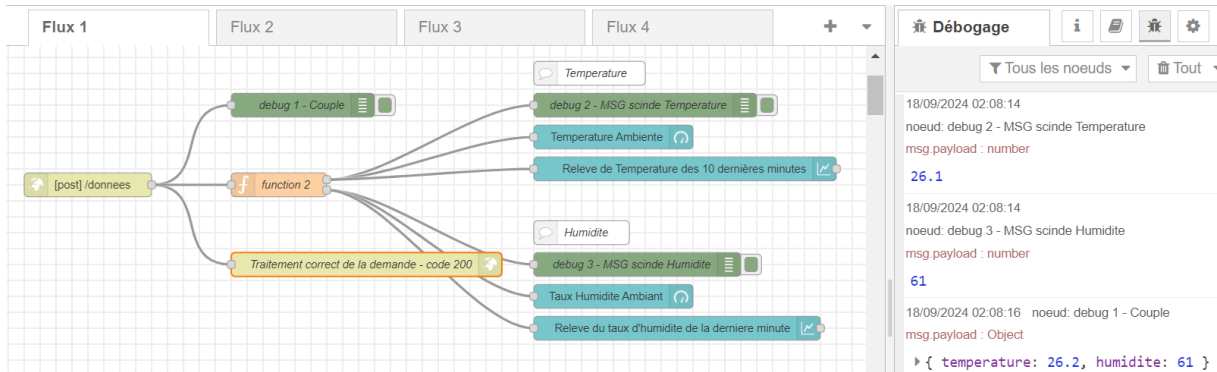 Flux 1
Flux 2
Flux 3
Flux 4
Temperature
debug 1 - Couple
debug 2 - MSG scinde Temperature
Temperature Ambiente
Releve de Temperature des 10 dernières minutes
[post] /donnees
function 2
Humidite
Traitement correct de la demande - code 200
debug 3 - MSG scinde Humidite
Taux Humidite Ambiant
Releve du taux d'humidite de la derniere minute
Débogage
Tous les noeuds
Tout
18/09/2024 02:08:14
noeud: debug 2 - MSG scinde Temperature
msg.payload : number
26.1
18/09/2024 02:08:14
noeud: debug 3 - MSG scinde Humidite
msg.payload : number
61
18/09/2024 02:08:16 noeud: debug 1 - Couple
msg.payload : Object
{ temperature: 26.2, humidite: 61 }